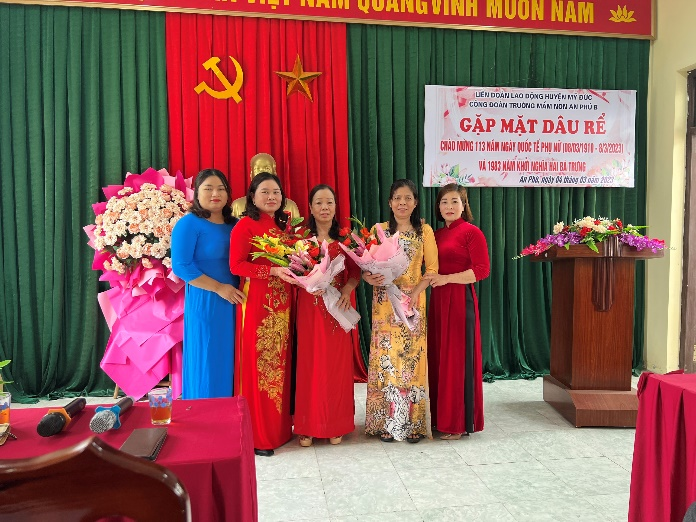 VIỆT NAM QUANG VINH MUÔN NĂM
LIÊN ĐOÀN LAO ĐỘNG HUYỆN MỸ ĐỨC
CÔNG ĐOÀN TRƯỜNG MẦM NON AN PHÚ B
GẶP MẶT DÂU RỂ
CHÀO MỪNG 113 NĂM NGÀY QUỐC TẾ PHỤ NỮ (08/03/1910 - 8/3/2023)
VÀ 1983 NĂM KHỞI NGHĨA HAI BÀ TRƯNG
An Phú, ngày 04 tháng 03 năm 2023